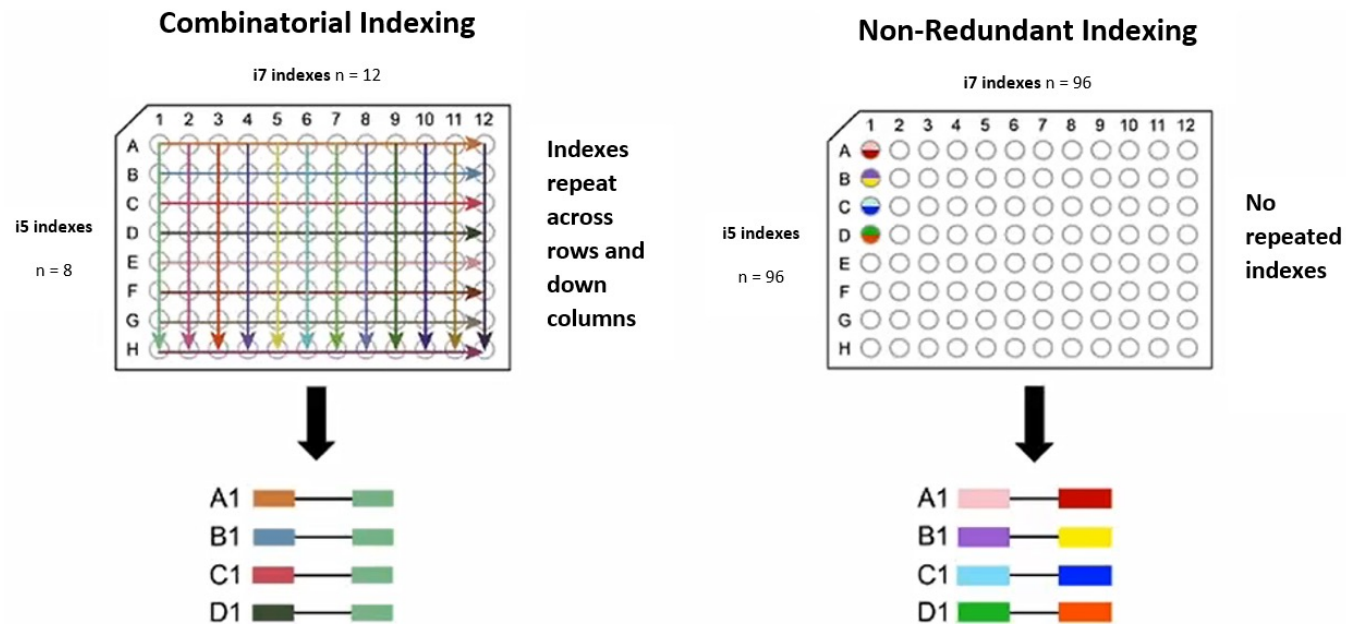 Combinatorial Indexing
i7 indexes n = 12
1 2 3 4 5 6 7 8 9 10 11 12
A
B
C
D
E
F
G
H
i5 indexes
n = 8
Indexes
repeat
across
rows and
down
columns
A1
B1
C1
D1
Non-Redundant Indexing
i7 indexes n = 96
1 2 3 4 5 6 7 8 9 10 11 12
A
B
C
D
E
F
G
H
i5 indexes
n = 96
No
repeated
indexes
A1
B1
C1
D1